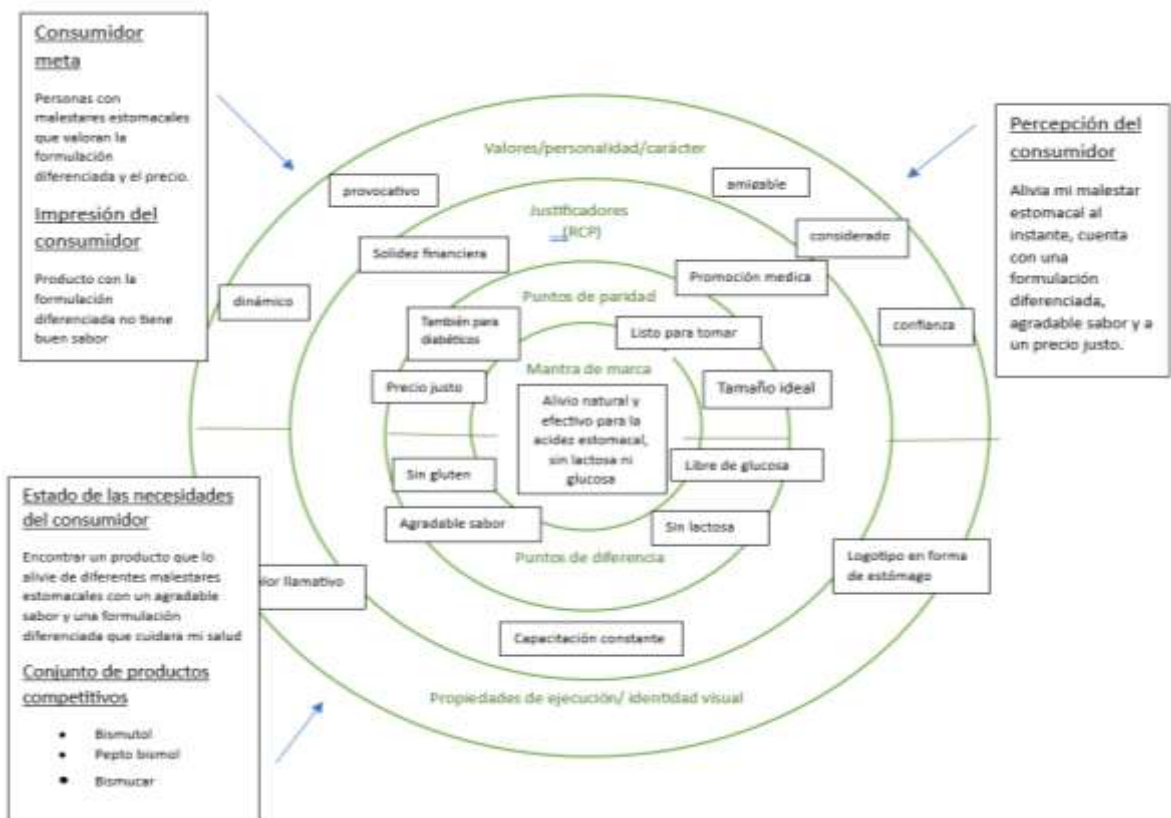 Consumidor
meta
Personas con
malestares estomacales
que valoran la
formulación
diferenciada y el precio.
Impresión del
consumidor
Producto con la
formulación
diferenciada no tiene
buen sabor
Valores/personalidad/carácter
provocativo
amigable
Justificadores
(RCP)
Solidez financiera
considerado
Promoción medica
dinámico
Puntos de paridad
confianza
También para
diabéticos
Listo para tomar
Mantra de marca
Precio justo
Tamaño ideal
Alivio natural y
efectivo para la
acidez estomacal,
sin lactosa ni
glucosa
Sin gluten
Libre de glucosa
Agradable sabor
Sin lactosa
Puntos de diferencia
llamativo
Logotipo en forma
de estómago
Capacitación constante
Propiedades de ejecución/ identidad visual
Percepción del
consumidor
Alivia mi malestar
estomacal al
instante, cuenta
con una
formulación
diferenciada,
agradable sabor y a
un precio justo.
Estado de las necesidades
del consumidor
Encontrar un producto que lo
alivie de diferentes malestares
estomacales con un agradable
sabor y una formulación
diferenciada que cuidara mi salud
Conjunto de productos
competitivos
Bismutol
Pepto bismol
Bismucar